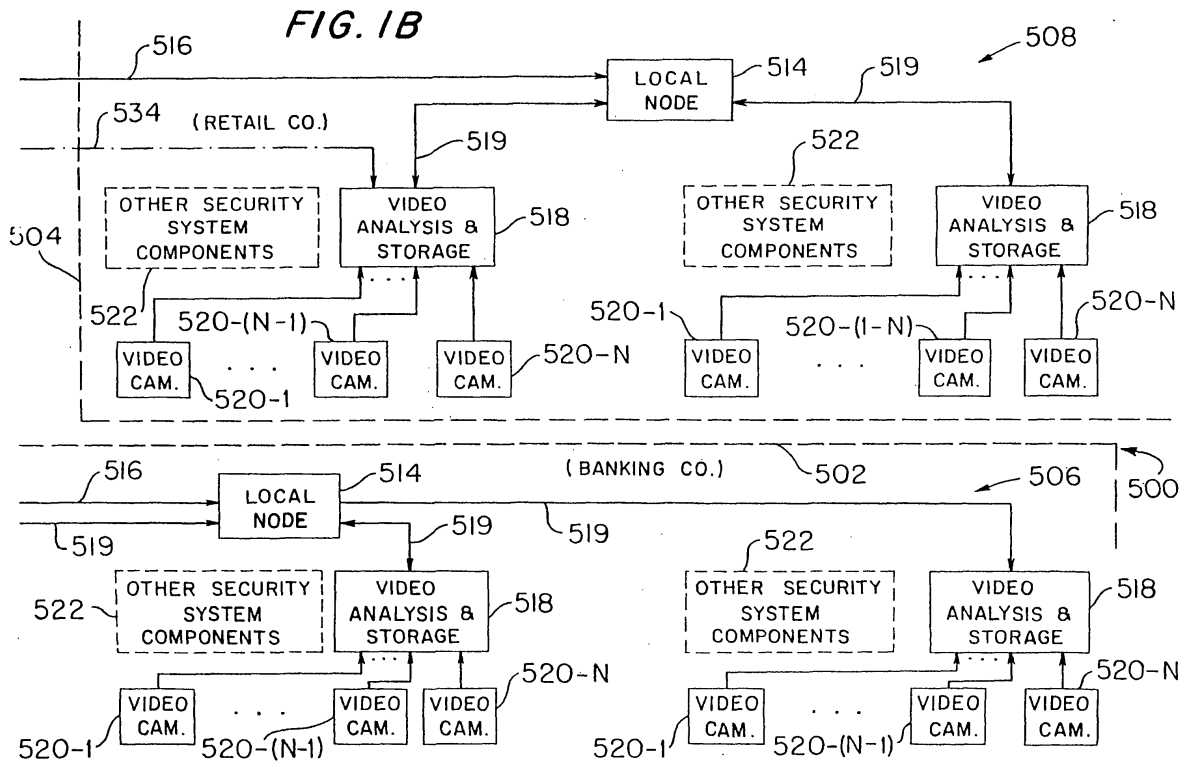 FIG. 1B
516
LOCAL
NODE
514
519
508
534
(RETAIL CO.)
519
522
OTHER SECURITY
SYSTEM
COMPONENTS
VIDEO
ANALYSIS &
STORAGE
518
OTHER SECURITY
SYSTEM
COMPONENTS
VIDEO
ANALYSIS &
STORAGE
518
504
522
....
....
520-(N-1)
520-1
520-(1-N)
520-N
VIDEO
CAM.
...
VIDEO
CAM.
VIDEO
CAM.
520-1
520-N
VIDEO
CAM.
...
VIDEO
CAM.
VIDEO
CAM.
(BANKING CO.)
502
506
500
516
LOCAL
NODE
514
519
519
519
522
522
OTHER SECURITY
SYSTEM
COMPONENTS
VIDEO
ANALYSIS &
STORAGE
518
OTHER SECURITY
SYSTEM
COMPONENTS
VIDEO
ANALYSIS &
STORAGE
518
....
....
VIDEO
CAM.
...
VIDEO
CAM.
VIDEO
CAM.
520-N
520-1
520-(N-1)
VIDEO
CAM.
...
VIDEO
CAM.
VIDEO
CAM.
520-N
520-1
520-(N-1)